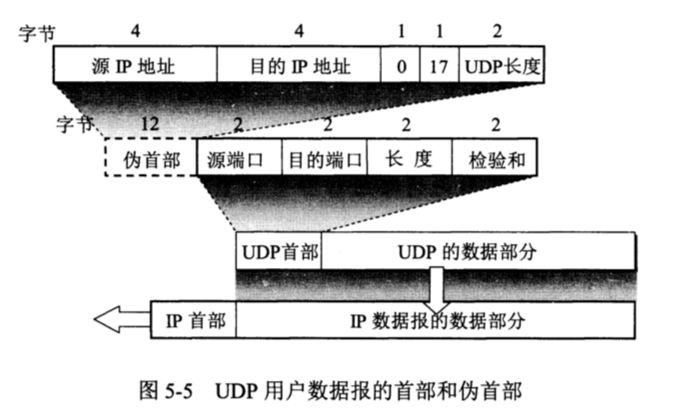 字节 4 4 1 1 2
源 IP 地址 目的 IP 地址 0 17 UDP长度
字节 12 2 2 2 2
伪首部 源端口 目的端口 长 度 检验和
UDP首部 UDP 的数据部分
IP 首部 IP 数据报的数据部分
图 5-5 UDP 用户数据报的首部和伪首部